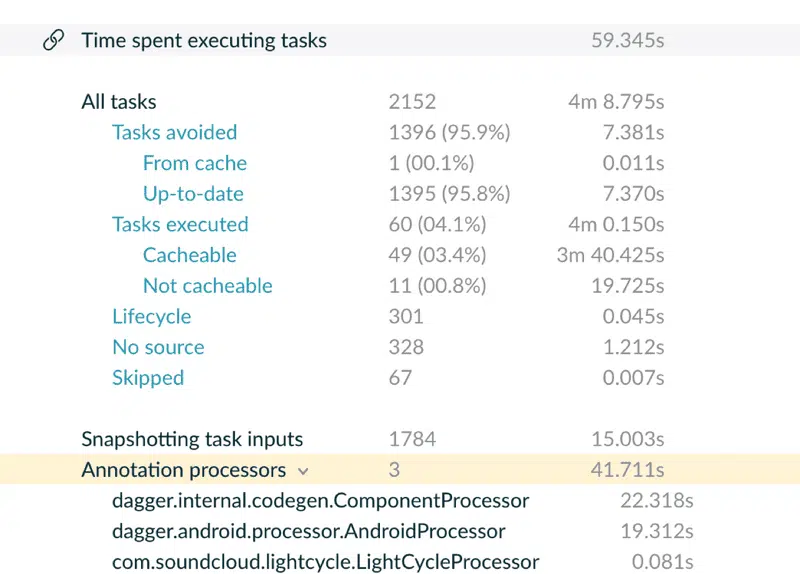 Time spent executing tasks 59.345s
All tasks 2152 4m 8.795s
Tasks avoided 1396 (95.9%) 7.381s
From cache 1 (00.1%) 0.011s
Up-to-date 1395 (95.8%) 7.370s
Tasks executed 60 (04.1%) 4m 0.150s
Cacheable 49 (03.4%) 3m 40.425s
Not cacheable 11 (00.8%) 19.725s
Lifecycle 301 0.045s
No source 328 1.212s
Skipped 67 0.007s
Snapshotting task inputs 1784 15.003s
Annotation processors 3 41.711s
dagger.internal.codegen.ComponentProcessor 22.318s
dagger.android.processor.AndroidProcessor 19.312s
com.soundcloud.lightcycle.LightCycleProcessor 0.081s